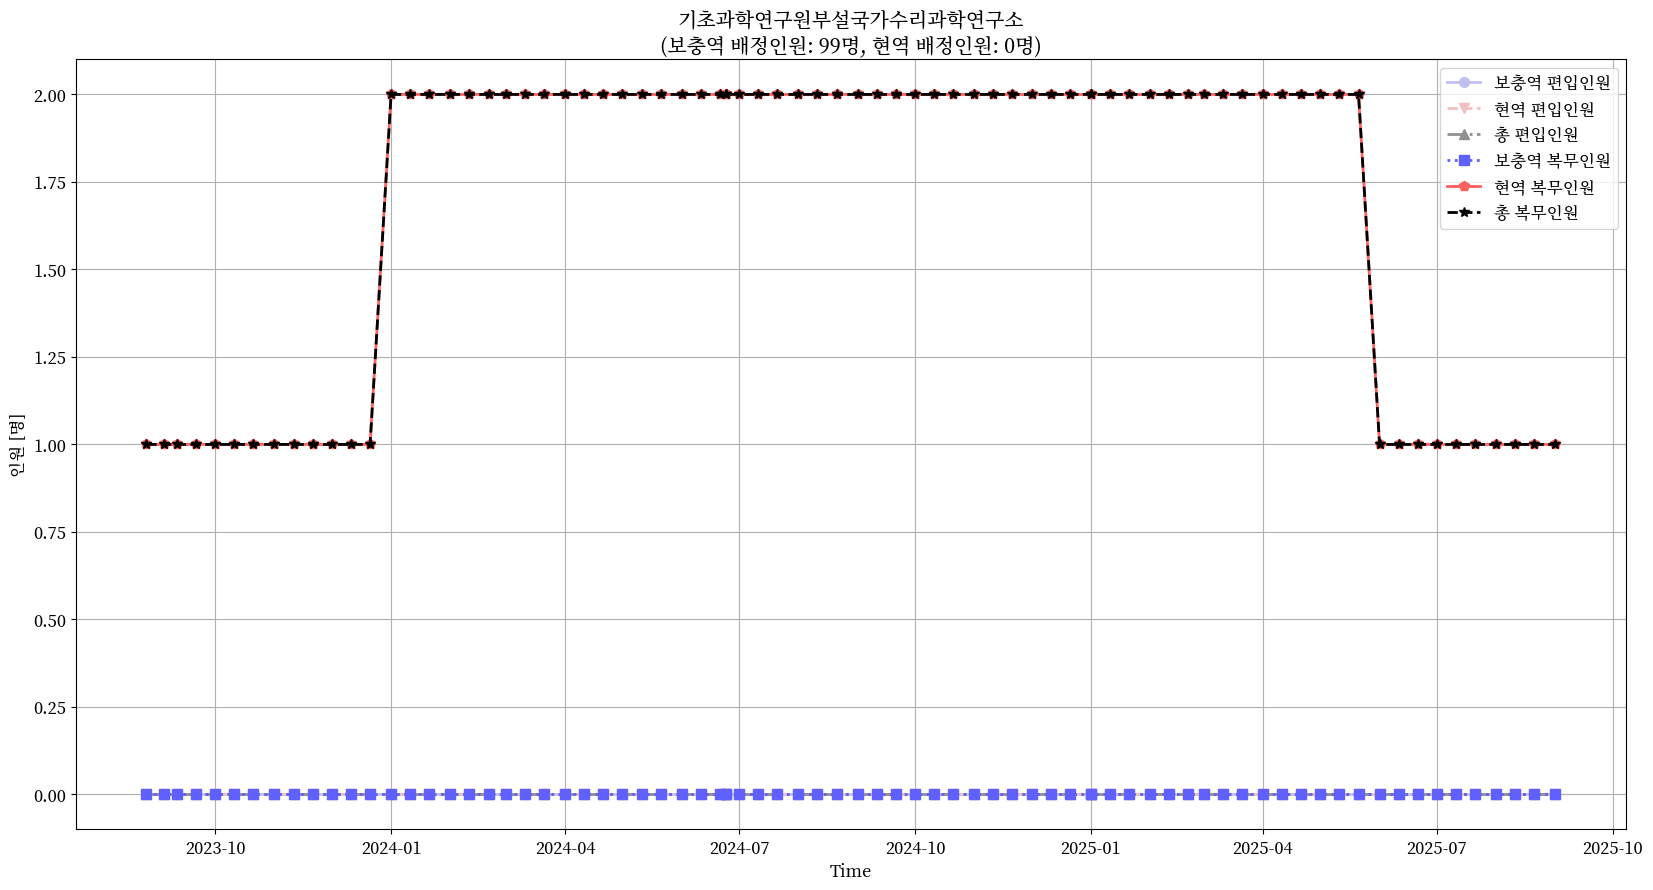 기초과학연구원부설국가수리과학연구소
(보충역 배정인원: 99명, 현역 배정인원: 0명)
보충역 편입인원
현역 편입인원
총 편입인원
보충역 복무인원
현역 복무인원
총 복무인원
2.00
1.75
1.50
1.25
1.00
0.75
0.50
0.25
0.00
인원 [명]
2023-10 2024-01 2024-04 2024-07 2024-10 2025-01 2025-04 2025-07 2025-10
Time